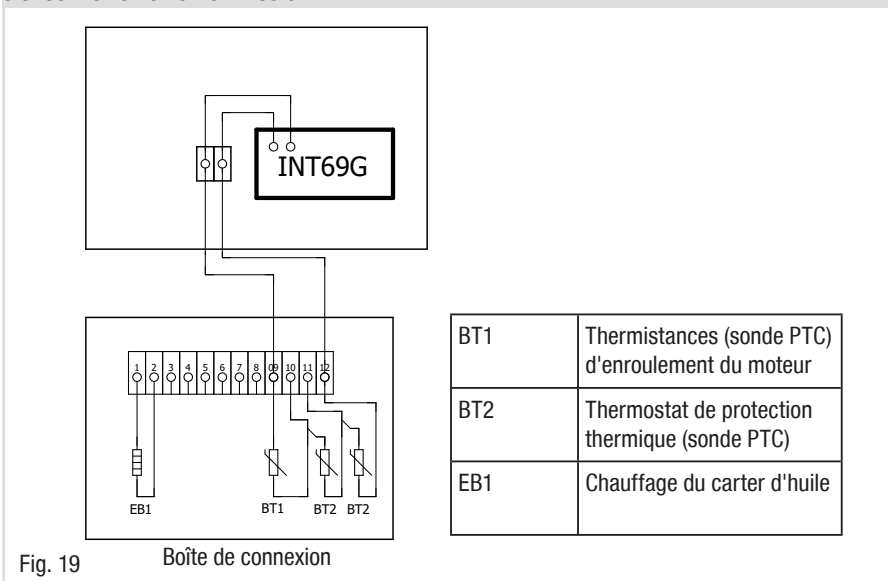 INT69G
1 2 3 4 5 6 7 8 09 10 11 12
EB1 BT1 BT2 BT2
Boîte de connexion
Fig. 19
BT1 Thermistances (sonde PTC)
d'enroulement du moteur
BT2 Thermostat de protection
thermique (sonde PTC)
EB1 Chauffage du carter d'huile